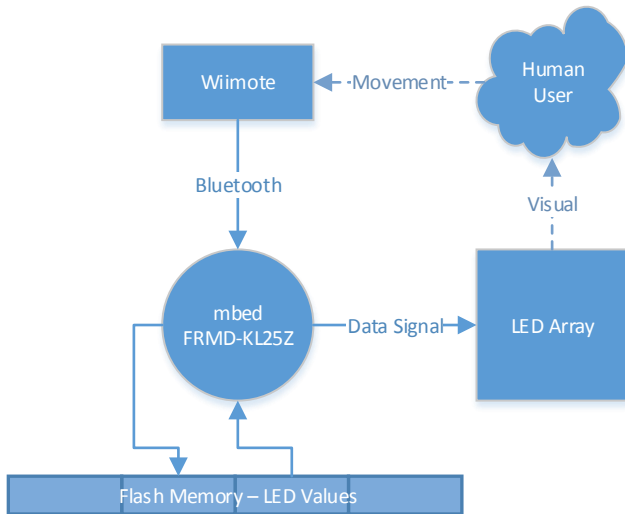 Wiimote
Movement
Human
User
Bluetooth
Visual
mbed
FRMD-KL25Z
Data Signal
LED Array
Flash Memory – LED Values